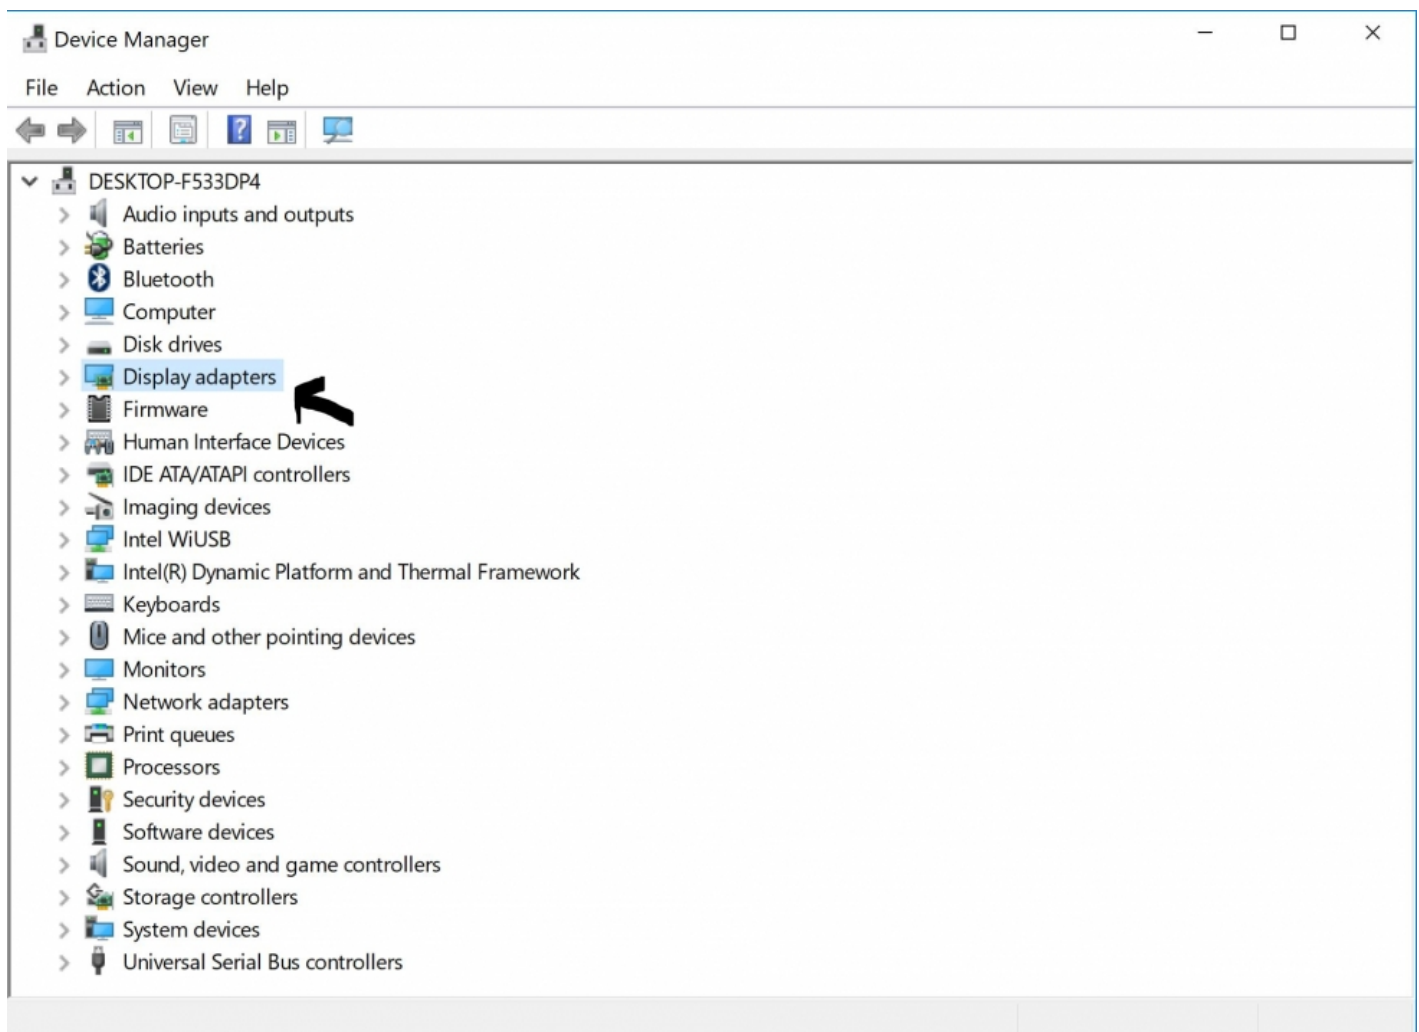 Device Manager
File Action View Help
DESKTOP-F533DP4
Audio inputs and outputs
Batteries
Bluetooth
Computer
Disk drives
Display adapters
Firmware
Human Interface Devices
IDE ATA/ATAPI controllers
Imaging devices
Intel WiUSB
Intel(R) Dynamic Platform and Thermal Framework
Keyboards
Mice and other pointing devices
Monitors
Network adapters
Print queues
Processors
Security devices
Software devices
Sound, video and game controllers
Storage controllers
System devices
Universal Serial Bus controllers